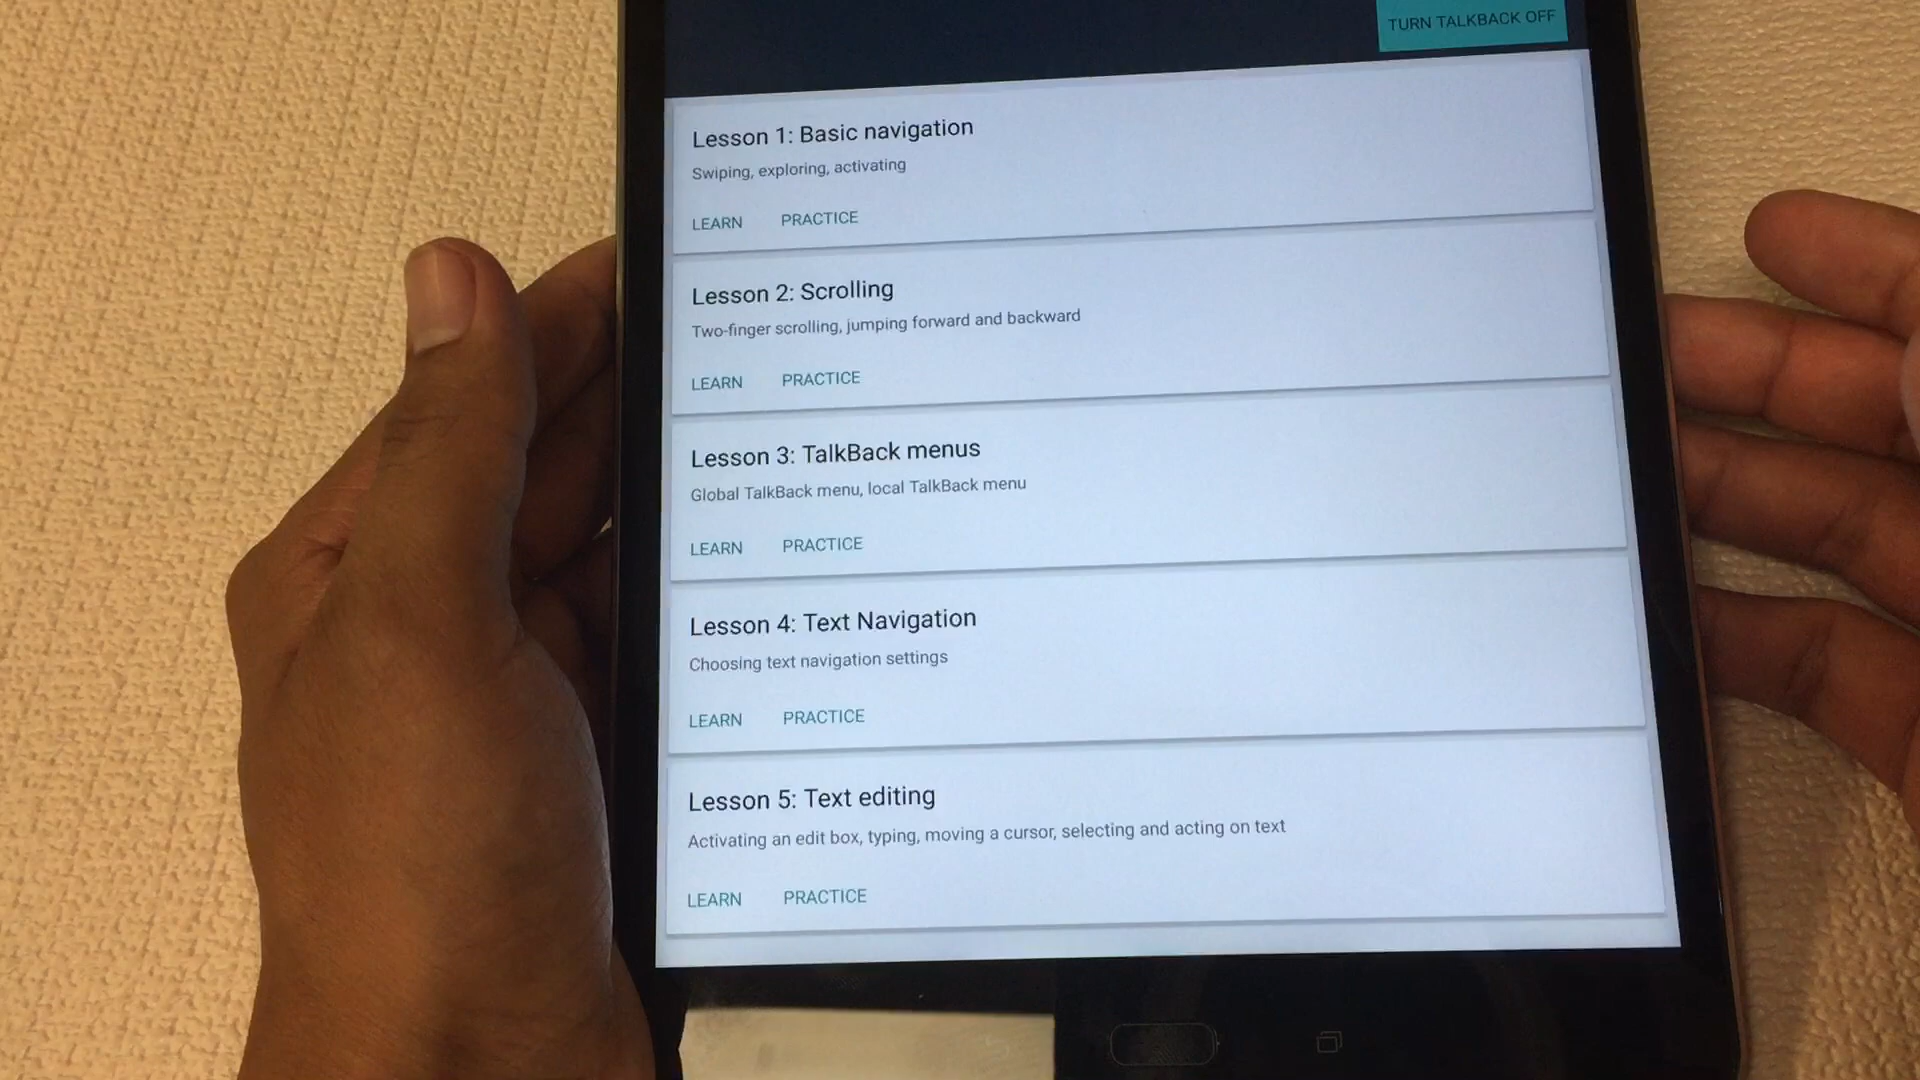 TURN TALKBACK OFF
Lesson 1: Basic navigation
Swiping, exploring, activating
LEARN PRACTICE
Lesson 2: Scrolling
Two-finger scrolling, jumping forward and backward
LEARN PRACTICE
Lesson 3: TalkBack menus
Global TalkBack menu, local TalkBack menu
LEARN PRACTICE
Lesson 4: Text Navigation
Choosing text navigation settings
LEARN PRACTICE
Lesson 5: Text editing
Activating an edit box, typing, moving a cursor, selecting and acting on text
LEARN PRACTICE